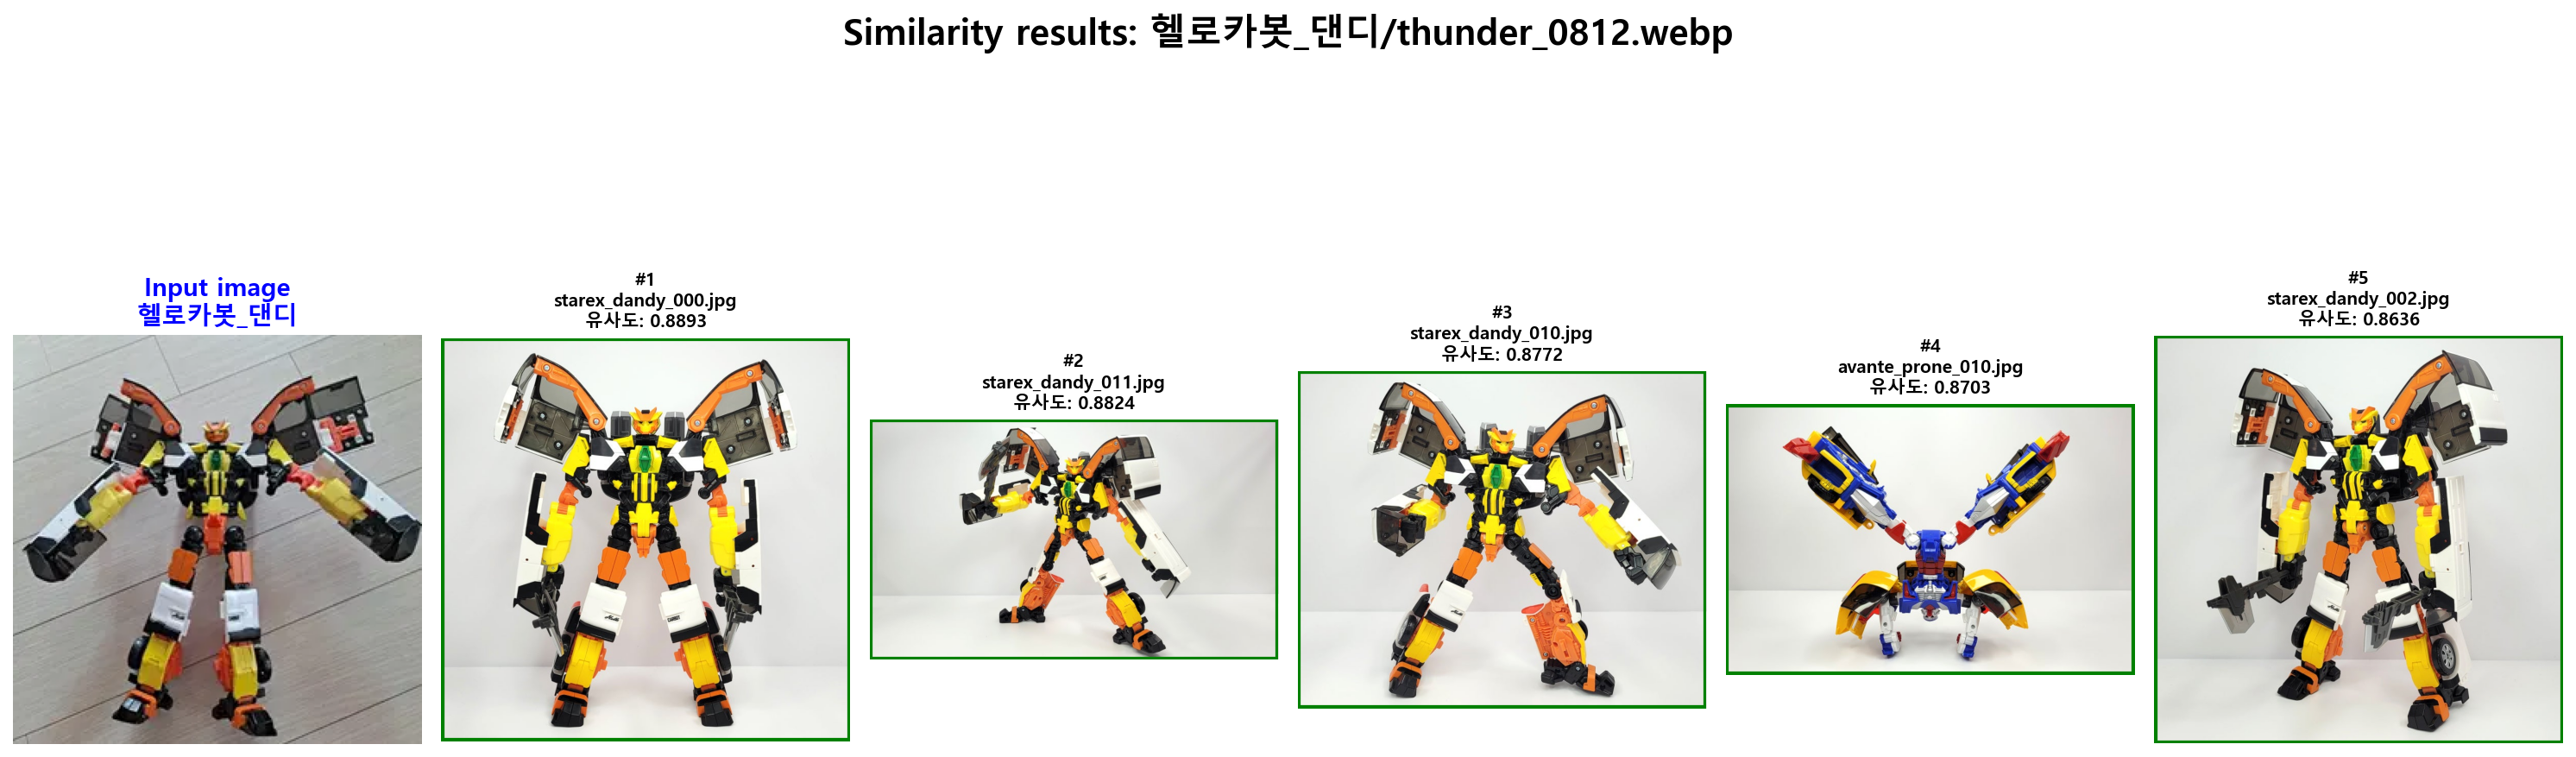 Similarity results: 헬로카봇_댄디/thunder_0812.webp
Input image
헬로카봇_댄디
#1
starex_dandy_000.jpg
유사도: 0.8893
#2
starex_dandy_011.jpg
유사도: 0.8824
#3
starex_dandy_010.jpg
유사도: 0.8772
#4
avante_prone_010.jpg
유사도: 0.8703
#5
starex_dandy_002.jpg
유사도: 0.8636